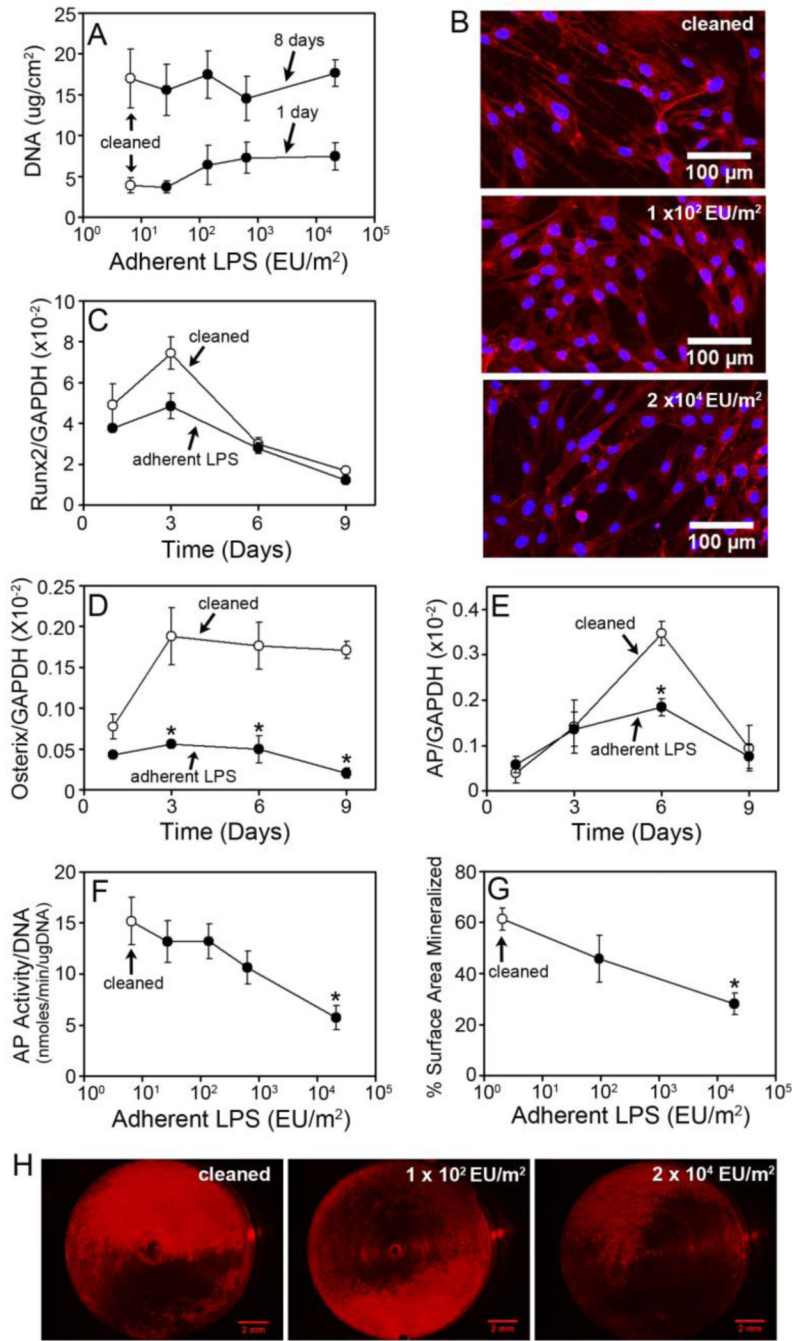 A
DNA (ug/cm²)
20
15
10
5
0
8 days
cleaned
1 day
10⁰ 10¹ 10² 10³ 10⁴ 10⁵
Adherent LPS (EU/m²)
B
cleaned
100 µm
1 x10² EU/m²
100 µm
2 x10⁴ EU/m²
100 µm
C
Runx2/GAPDH (x10⁻²)
10
8
6
4
2
0
cleaned
adherent LPS
0 3 6 9
Time (Days)
D
Osterix/GAPDH (X10⁻²)
0.20
0.15
0.10
0.05
0
cleaned
* * *
adherent LPS
0 3 6 9
Time (Days)
E
AP/GAPDH (x10⁻²)
0.4
0.3
0.2
0.1
0
cleaned
*
adherent LPS
0 3 6 9
Time (Days)
F
AP Activity/DNA
(nmoles/min/ugDNA)
20
15
10
5
0
cleaned
*
10⁰ 10¹ 10² 10³ 10⁴ 10⁵
Adherent LPS (EU/m²)
G
% Surface Area Mineralized
80
60
40
20
0
cleaned
*
10⁰ 10¹ 10² 10³ 10⁴ 10⁵
Adherent LPS (EU/m²)
H
cleaned
2 mm
1 x 10² EU/m²
2 mm
2 x 10⁴ EU/m²
2 mm